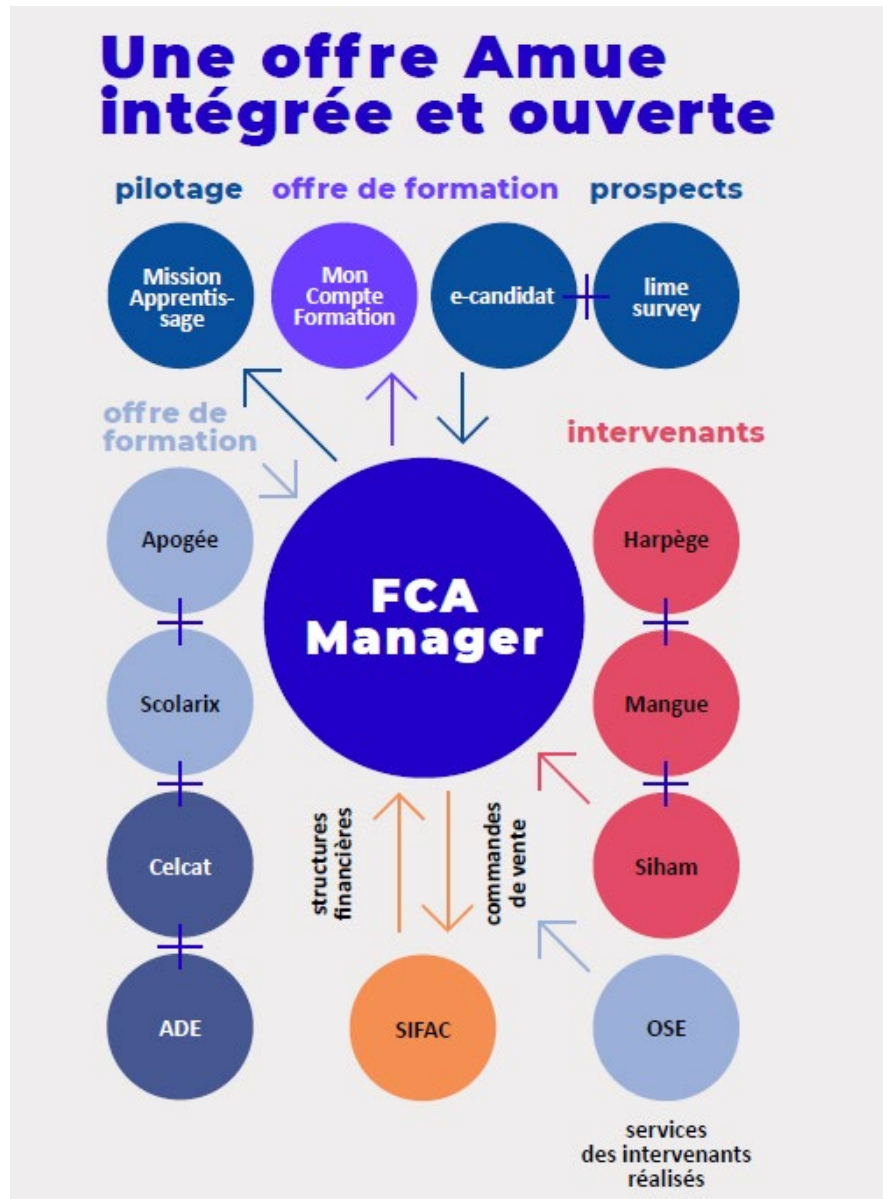 Une offre Amue
intégrée et ouverte
pilotage
offre de formation
prospects
Mission
Apprentis-
sage
Mon
Compte
Formation
e-candidat
lime
survey
offre de
formation
intervenants
Apogée
Harpège
FCA
Manager
Scolarix
Mangue
Celcat
structures
financières
commandes
de vente
Siham
ADE
SIFAC
OSE
services
des intervenants
réalisés